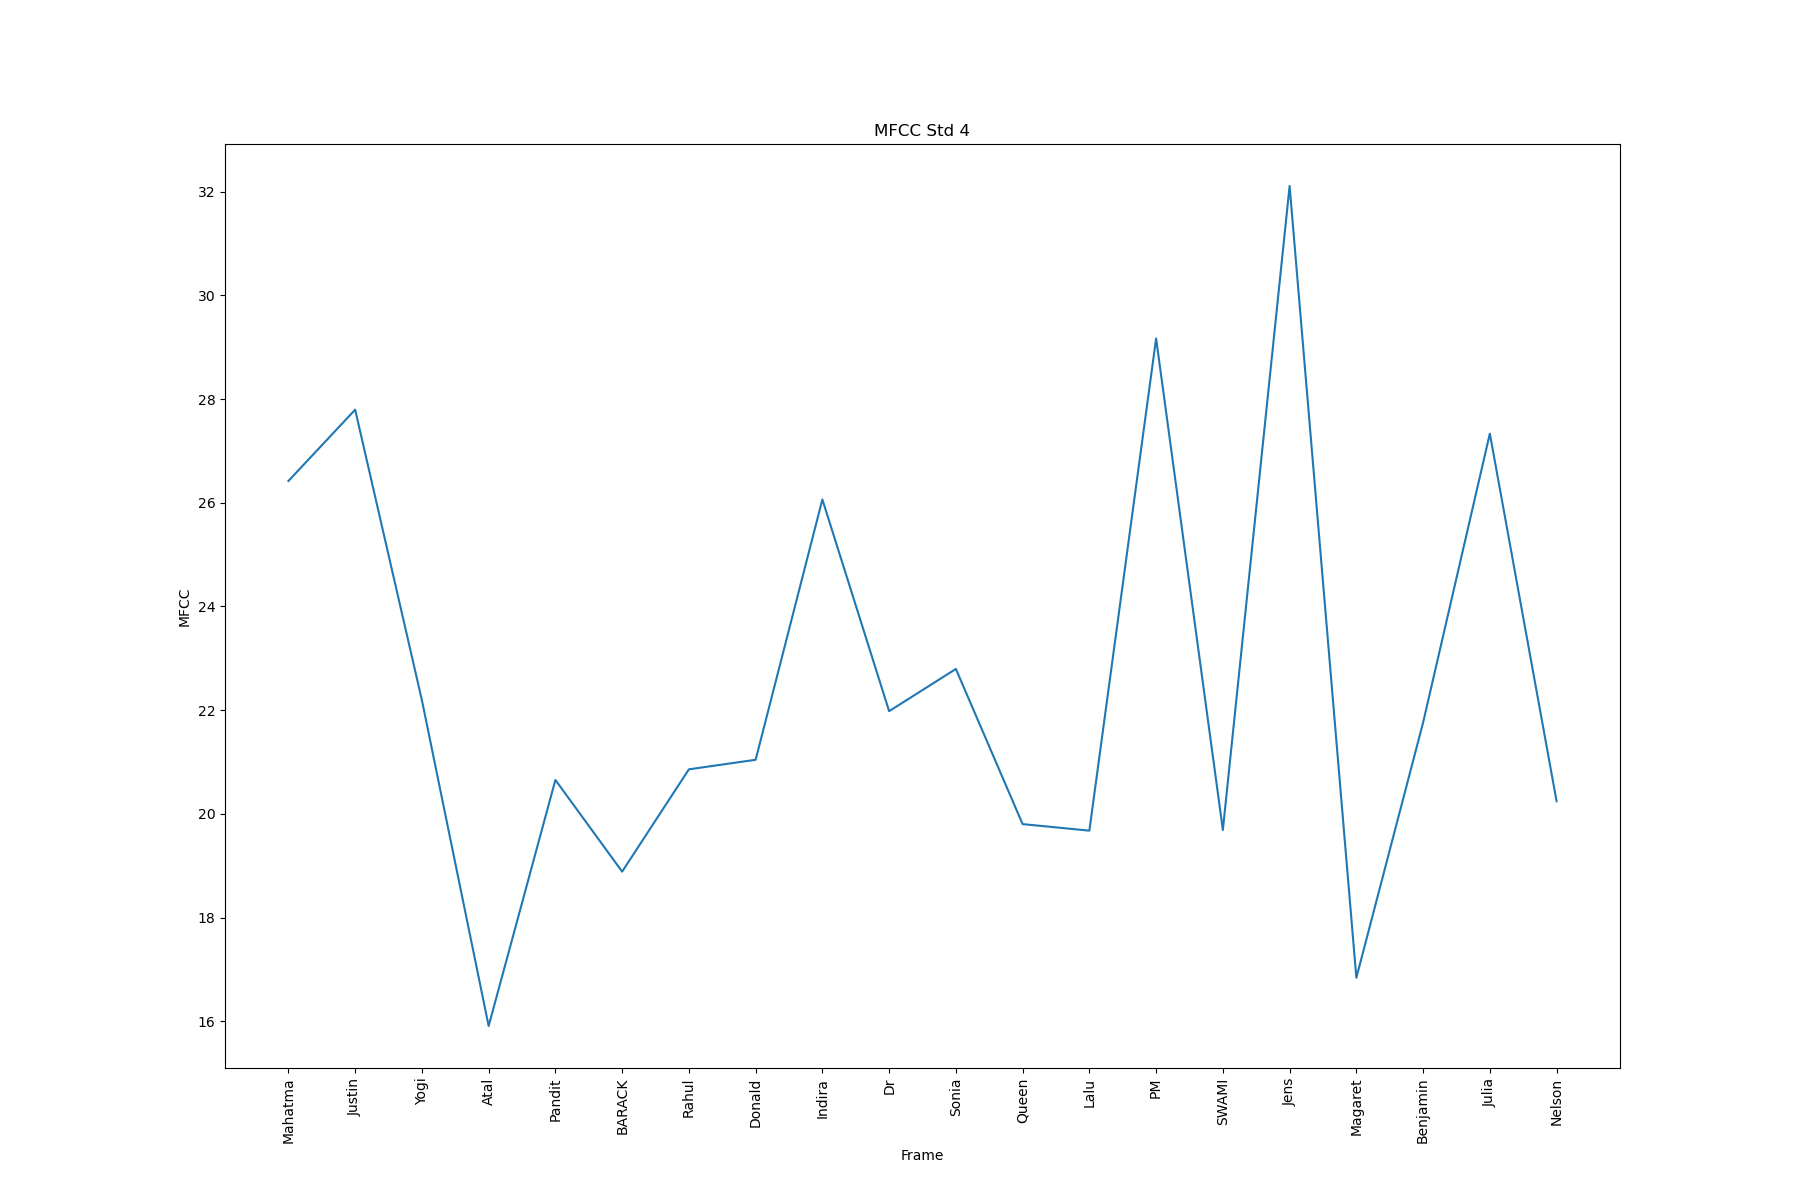 MFCC Std 4
32
30
28
26
24
22
20
18
16
MFCC
Mahatma
Justin
Yogi
Atal
Pandit
BARACK
Rahul
Donald
Indira
Dr
Sonia
Queen
Lalu
PM
SWAMI
Jens
Magaret
Benjamin
Julia
Nelson
Frame